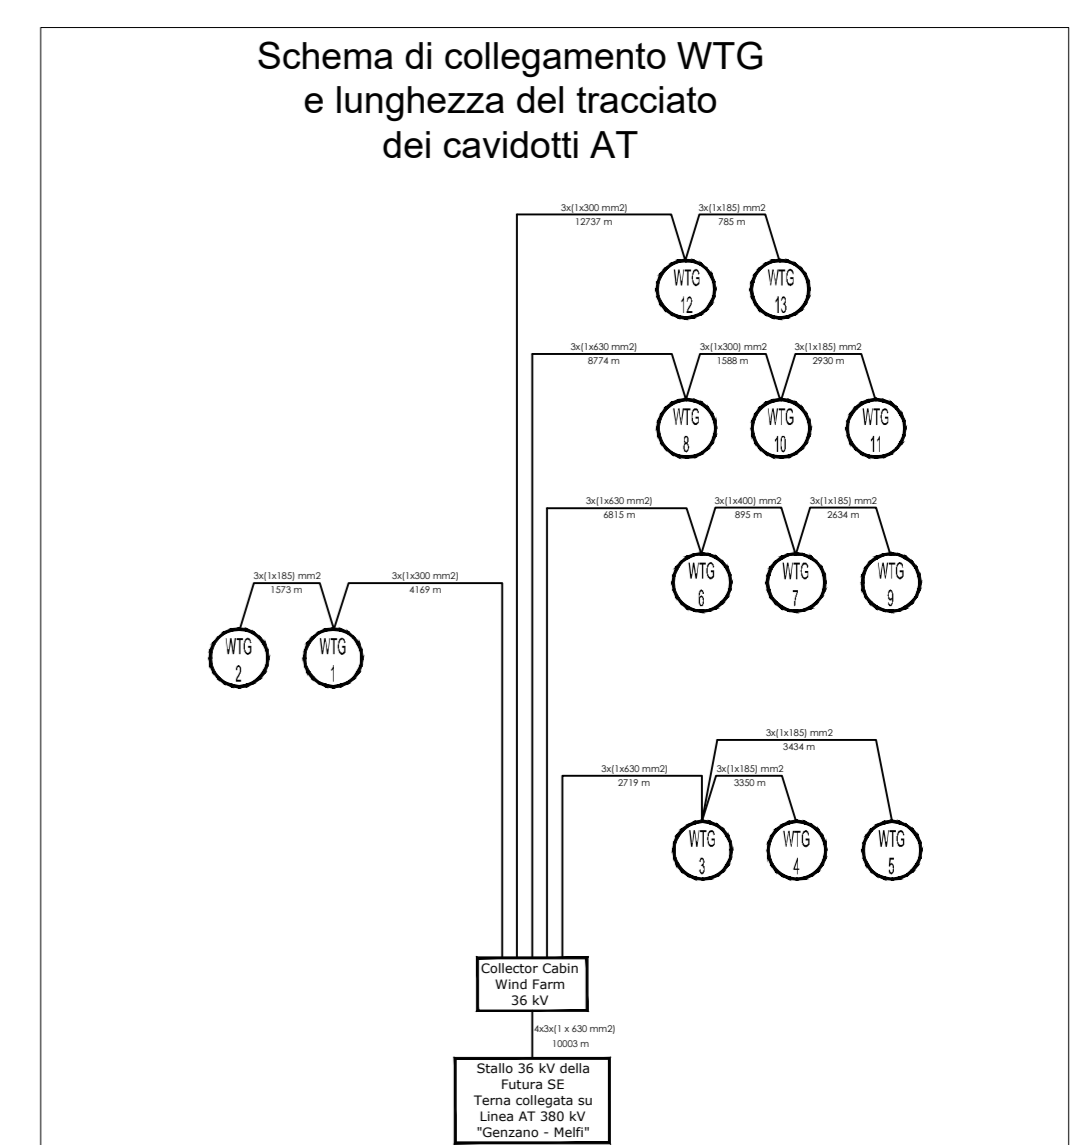 Schema di collegamento WTG
e lunghezza del tracciato
dei cavidotti AT
3x(1x300 mm2)
12737 m
3x(1x185) mm2
785 m
WTG
12
WTG
13
3x(1x630 mm2)
8774 m
3x(1x300) mm2
1588 m
3x(1x185) mm2
2930 m
WTG
8
WTG
10
WTG
11
3x(1x630 mm2)
6815 m
3x(1x400) mm2
895 m
3x(1x185) mm2
2634 m
WTG
6
WTG
7
WTG
9
3x(1x185) mm2
1573 m
3x(1x300 mm2)
4169 m
WTG
2
WTG
1
3x(1x185) mm2
3434 m
3x(1x630 mm2)
2719 m
3x(1x185) mm2
3350 m
WTG
3
WTG
4
WTG
5
Collector Cabin
Wind Farm
36 kV
4x3x(1 x 630 mm2)
10003 m
Stallo 36 kV della
Futura SE
Terna collegata su
Linea AT 380 kV
"Genzano - Melfi"